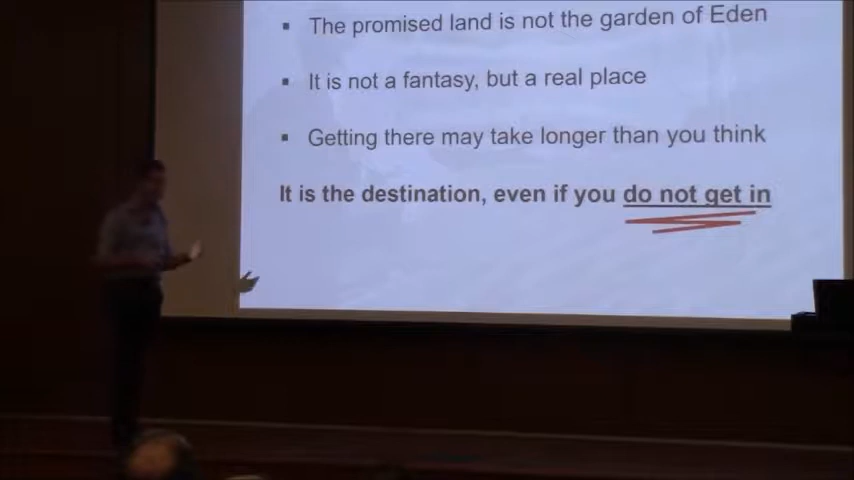 ▪ The promised land is not the garden of Eden
▪ It is not a fantasy, but a real place
▪ Getting there may take longer than you think
It is the destination, even if you do not get in